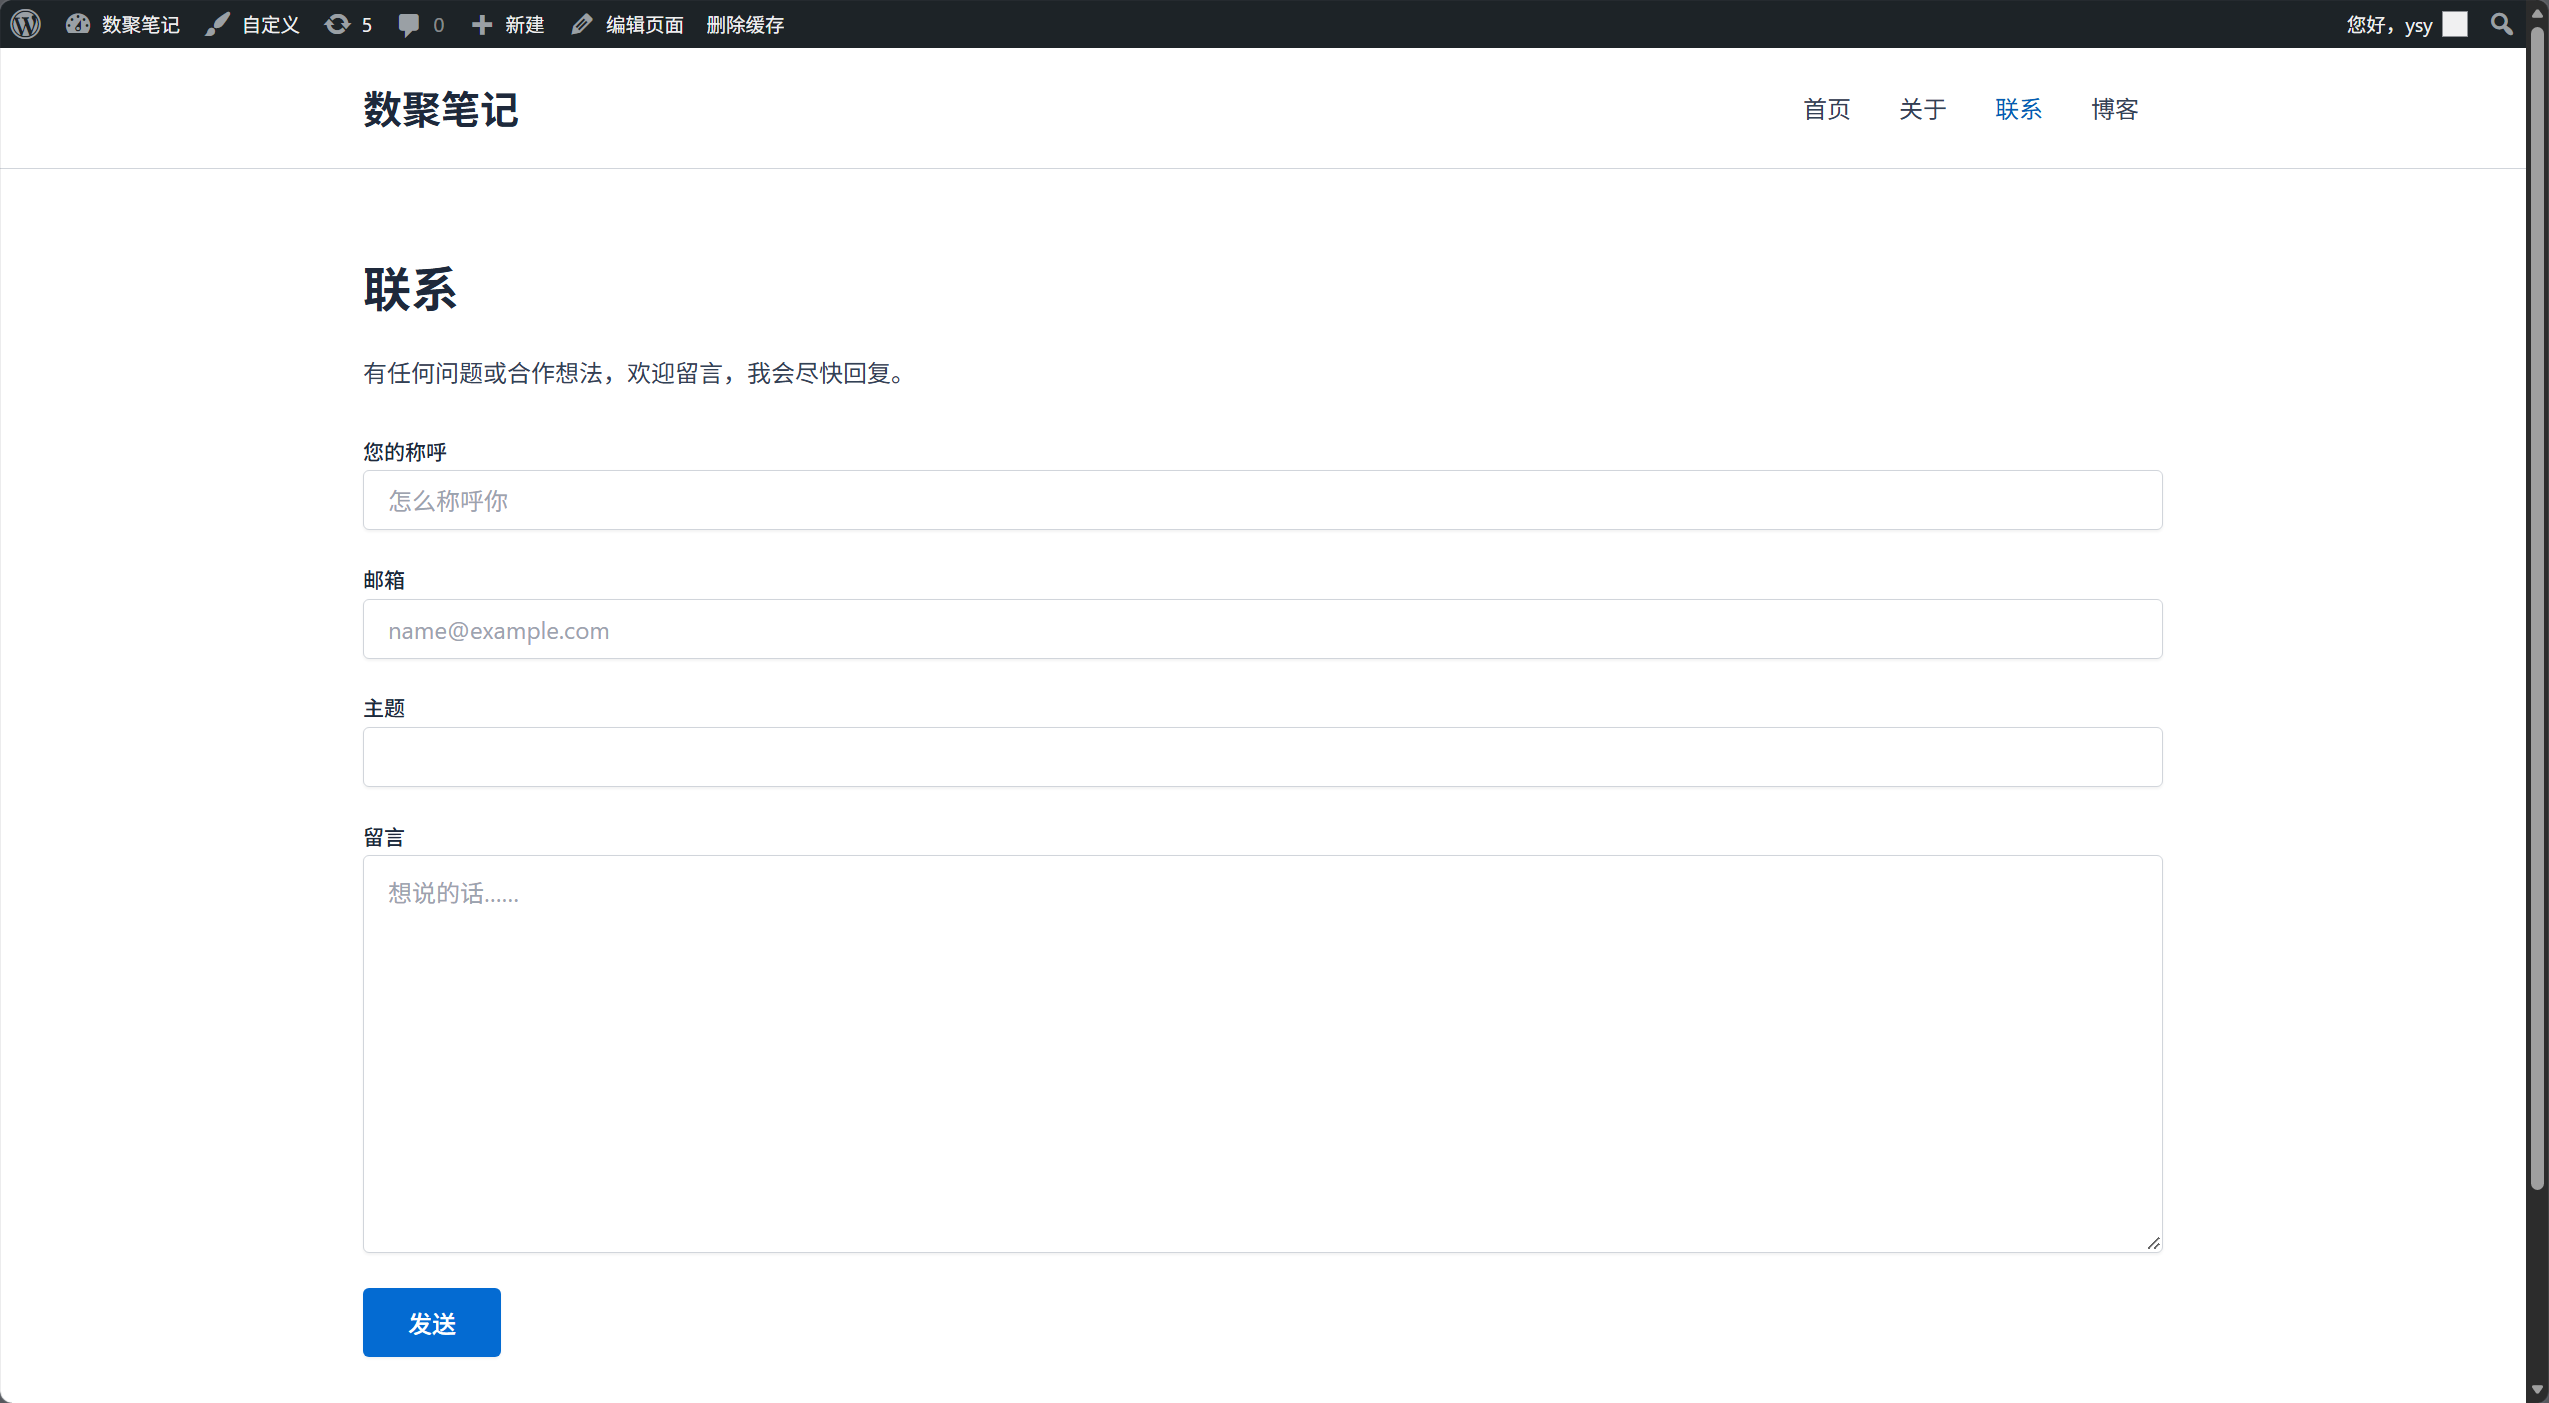 数聚笔记 自定义 5 0 新建 编辑页面 删除缓存 您好，ysy
数聚笔记 首页 关于 联系 博客
联系
有任何问题或合作想法，欢迎留言，我会尽快回复。
您的称呼
怎么称呼你
邮箱
name@example.com
主题
留言
想说的话......
发送